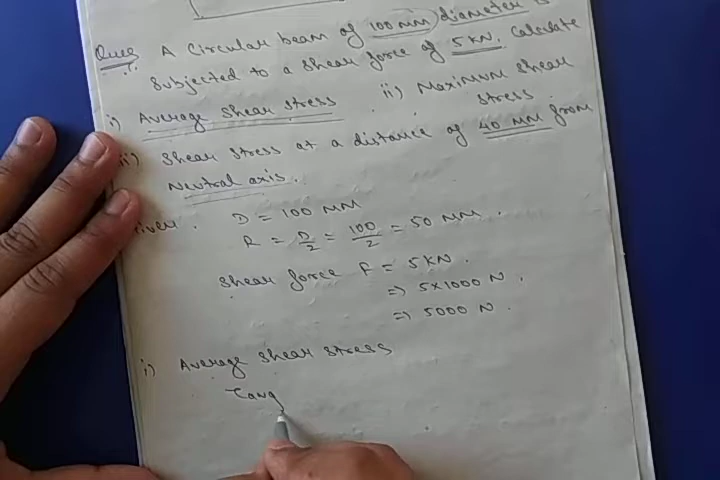 Ques A Circular beam of 100 MM diameter is
Subjected to a shear force of 5 KN. Calculate
i) Average shear stress ii) Maximum shear stress
iii) Shear stress at a distance of 40 MM from
Neutral axis.
Given. D = 100 MM
R = D/2 = 100/2 = 50 MM.
Shear force F = 5 KN.
=> 5x1000 N.
=> 5000 N.
i) Average shear stress
τavg